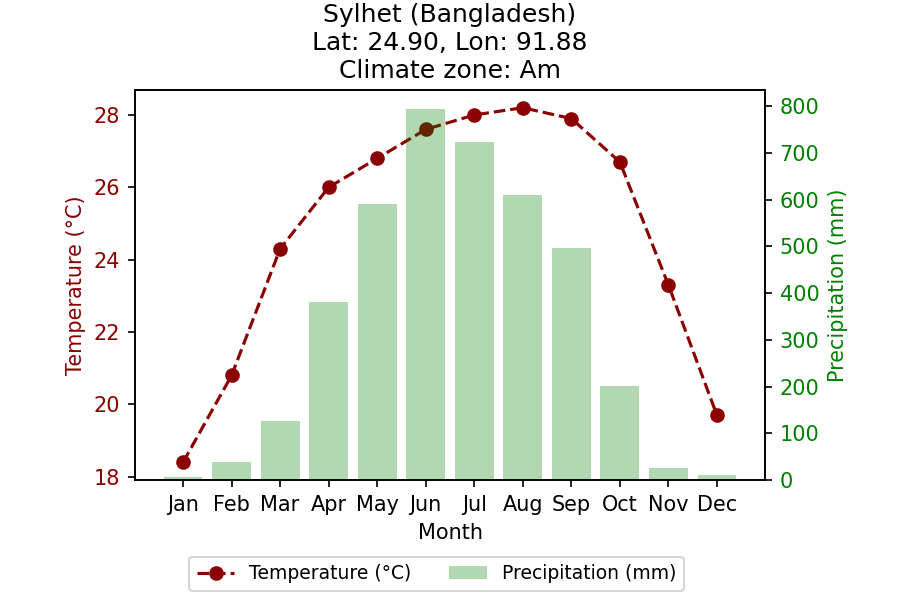 Sylhet (Bangladesh)
Lat: 24.90, Lon: 91.88
Climate zone: Am
Temperature (°C)
28
26
24
22
20
18
800
700
600
500
400
300
200
100
0
Precipitation (mm)
Jan Feb Mar Apr May Jun Jul Aug Sep Oct Nov Dec
Month
Temperature (°C) Precipitation (mm)